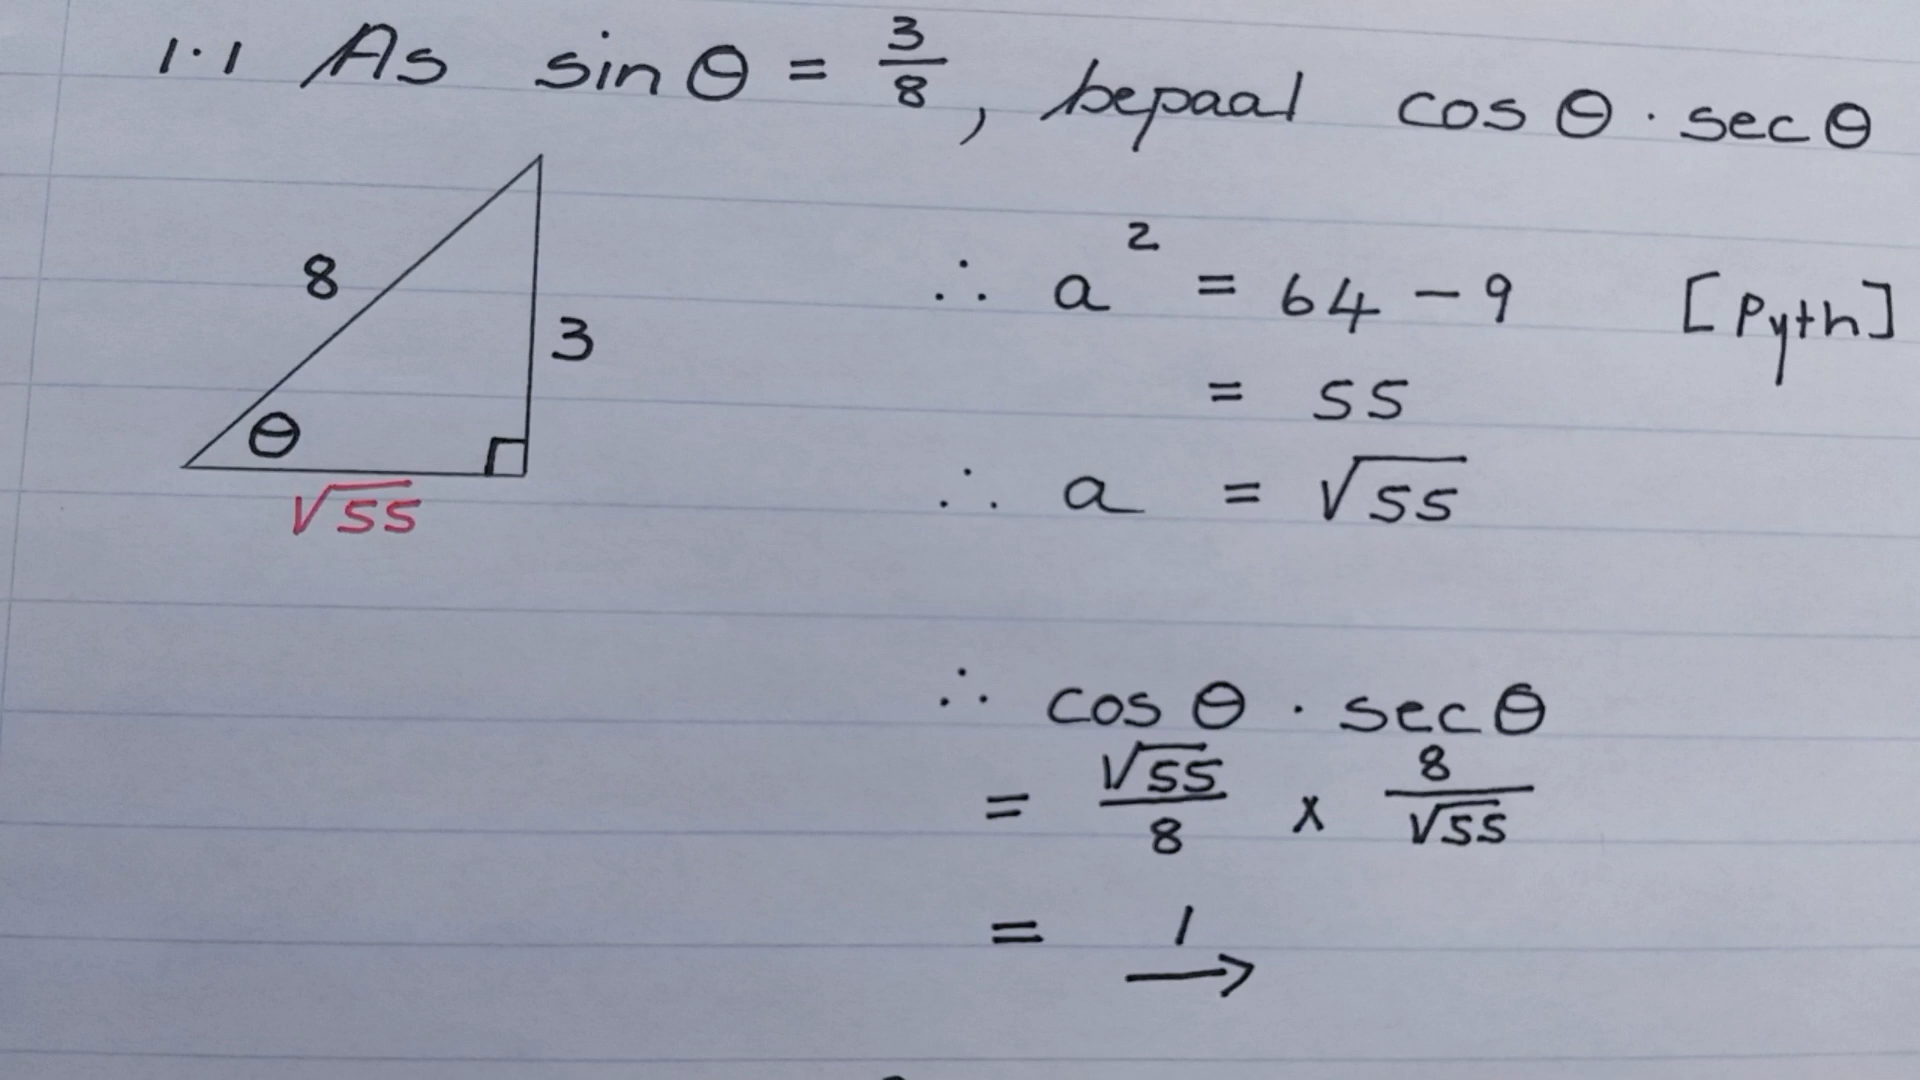 1.1 As sin θ = 3/8, bepaal cos θ · sec θ
8
3
θ
√55
∴ a² = 64 − 9 [Pyth]
= 55
∴ a = √55
∴ cos θ · sec θ
= √55/8 × 8/√55
= 1